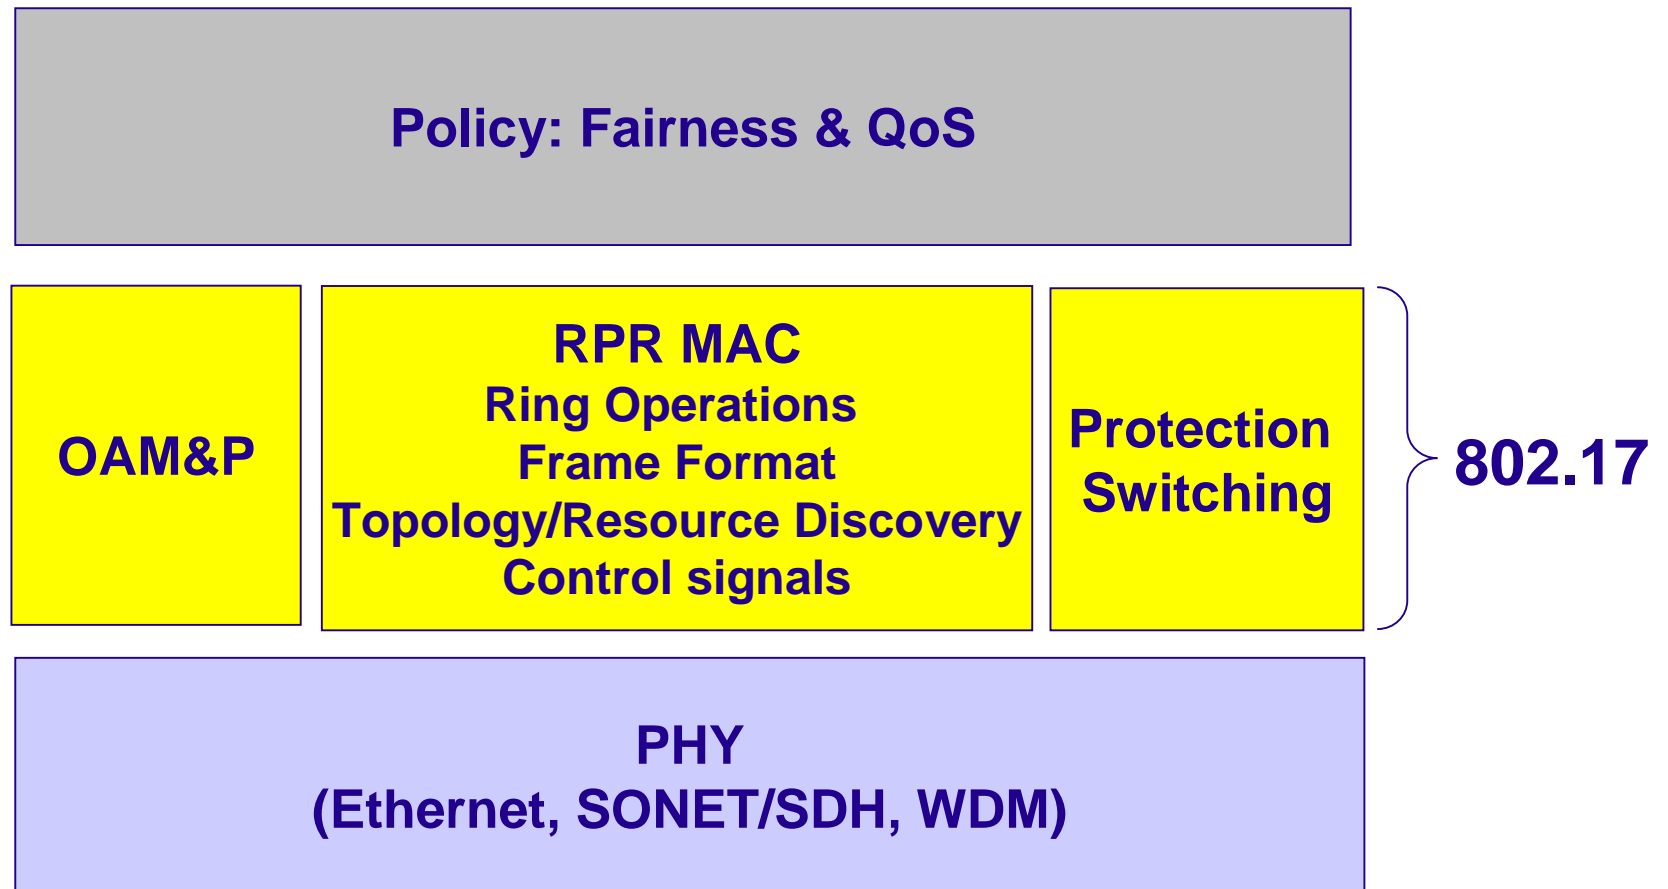 Policy: Fairness & QoS
OAM&P
RPR MAC
Ring Operations
Frame Format
Topology/Resource Discovery
Control signals
Protection
Switching
802.17
PHY
(Ethernet, SONET/SDH, WDM)